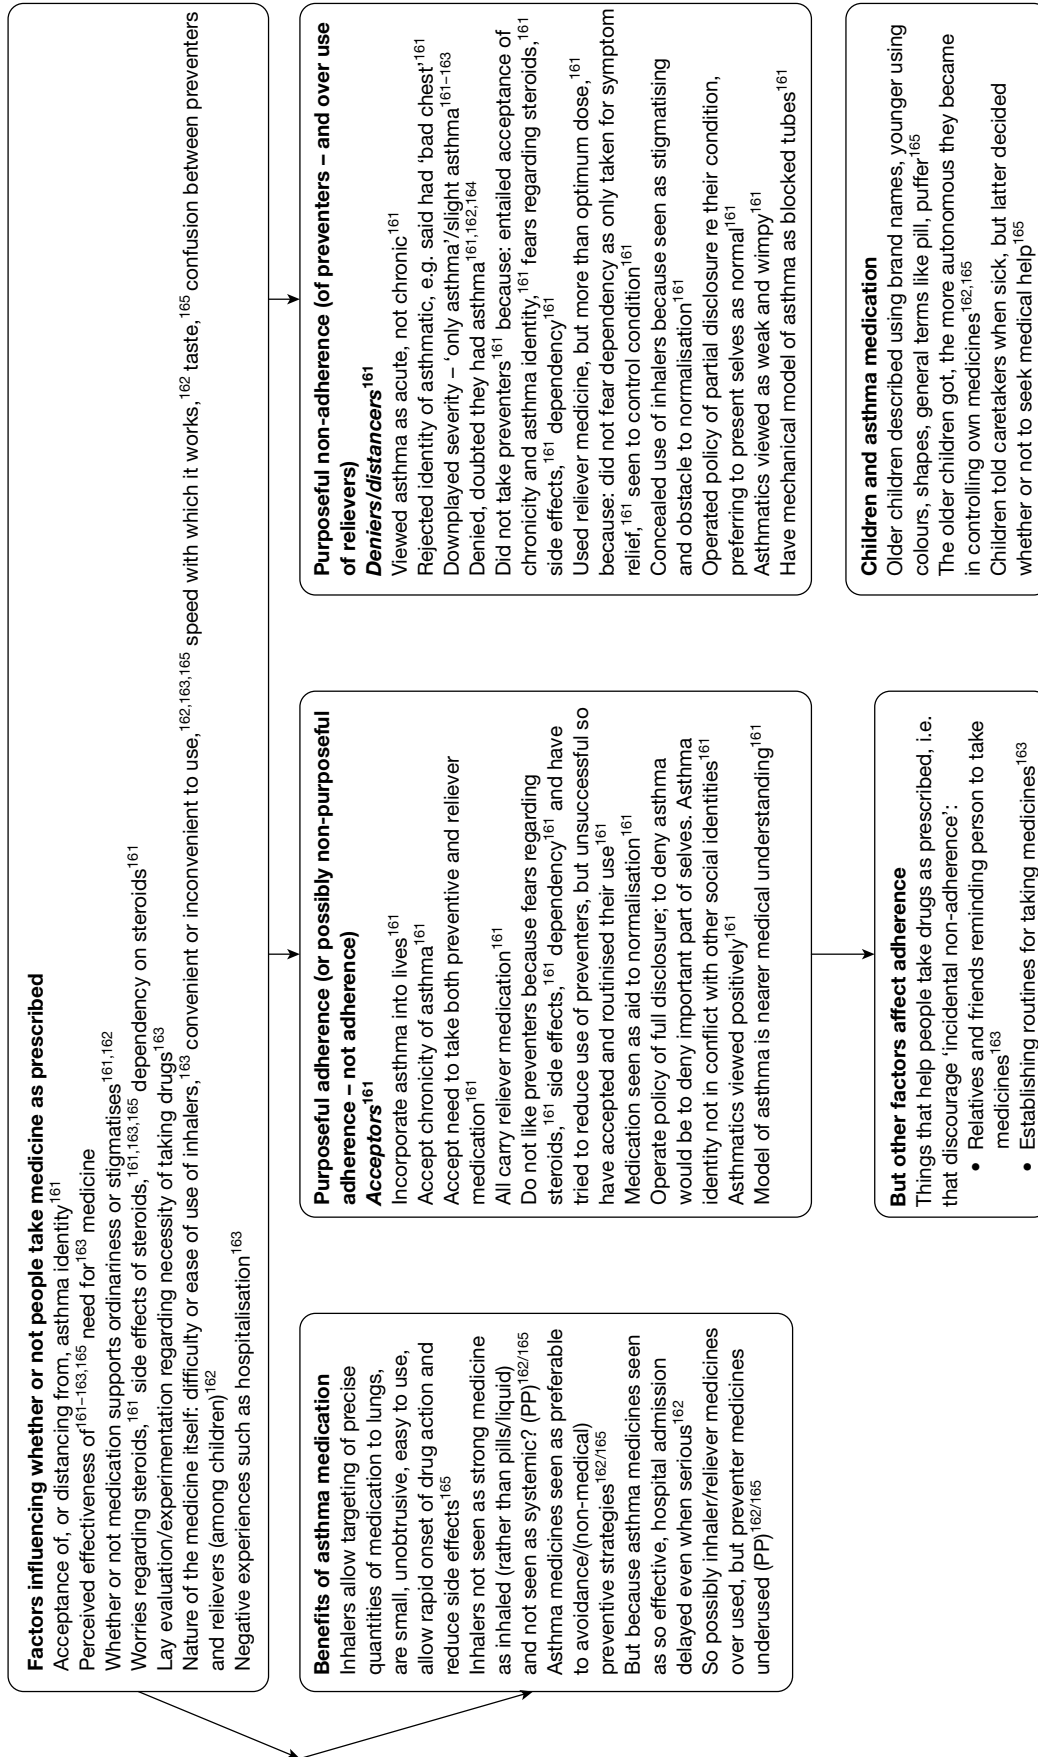 Factors influencing whether or not people take medicine as prescribed
Acceptance of, or distancing from, asthma identity161
Perceived effectiveness of161–163,165 need for163 medicine
Whether or not medication supports ordinariness or stigmatises161,162
Worries regarding steroids,161 side effects of steroids,161,163,165 dependency on steroids161
Lay evaluation/experimentation regarding necessity of taking drugs163
Nature of the medicine itself: difficulty or ease of use of inhalers,163 convenient or inconvenient to use,162,163,165 speed with which it works,162 taste,165 confusion between preventers
and relievers (among children)162
Negative experiences such as hospitalisation163
Benefits of asthma medication
Inhalers allow targeting of precise
quantities of medication to lungs,
are small, unobtrusive, easy to use,
allow rapid onset of drug action and
reduce side effects165
Inhalers not seen as strong medicine
as inhaled (rather than pills/liquid)
and not seen as systemic? (PP)162/165
Asthma medicines seen as preferable
to avoidance/(non-medical)
preventive strategies162/165
But because asthma medicines seen
as so effective, hospital admission
delayed even when serious162
So possibly inhaler/reliever medicines
over used, but preventer medicines
underused (PP)162/165
Purposeful adherence (or possibly non-purposeful
adherence – not adherence)
Acceptors161
Incorporate asthma into lives161
Accept chronicity of asthma161
Accept need to take both preventive and reliever
medication161
All carry reliever medication161
Do not like preventers because fears regarding
steroids,161 side effects,161 dependency161 and have
tried to reduce use of preventers, but unsuccessful so
have accepted and routinised their use161
Medication seen as aid to normalisation161
Operate policy of full disclosure; to deny asthma
would be to deny important part of selves. Asthma
identity not in conflict with other social identities161
Asthmatics viewed positively161
Model of asthma is nearer medical understanding161
Purposeful non-adherence (of preventers – and over use
of relievers)
Deniers/distancers161
Viewed asthma as acute, not chronic161
Rejected identity of asthmatic, e.g. said had ‘bad chest’161
Downplayed severity – ‘only asthma’/slight asthma161–163
Denied, doubted they had asthma161,162,164
Did not take preventers161 because: entailed acceptance of
chronicity and asthma identity,161 fears regarding steroids,161
side effects,161 dependency161
Used reliever medicine, but more than optimum dose,161
because: did not fear dependency as only taken for symptom
relief,161 seen to control condition161
Concealed use of inhalers because seen as stigmatising
and obstacle to normalisation161
Operated policy of partial disclosure re their condition,
preferring to present selves as normal161
Asthmatics viewed as weak and wimpy161
Have mechanical model of asthma as blocked tubes161
But other factors affect adherence
Things that help people take drugs as prescribed, i.e.
that discourage ‘incidental non-adherence’:
• Relatives and friends reminding person to take
medicines163
• Establishing routines for taking medicines163
Children and asthma medication
Older children described using brand names, younger using
colours, shapes, general terms like pill, puffer165
The older children got, the more autonomous they became
in controlling own medicines162,165
Children told caretakers when sick, but latter decided
whether or not to seek medical help165